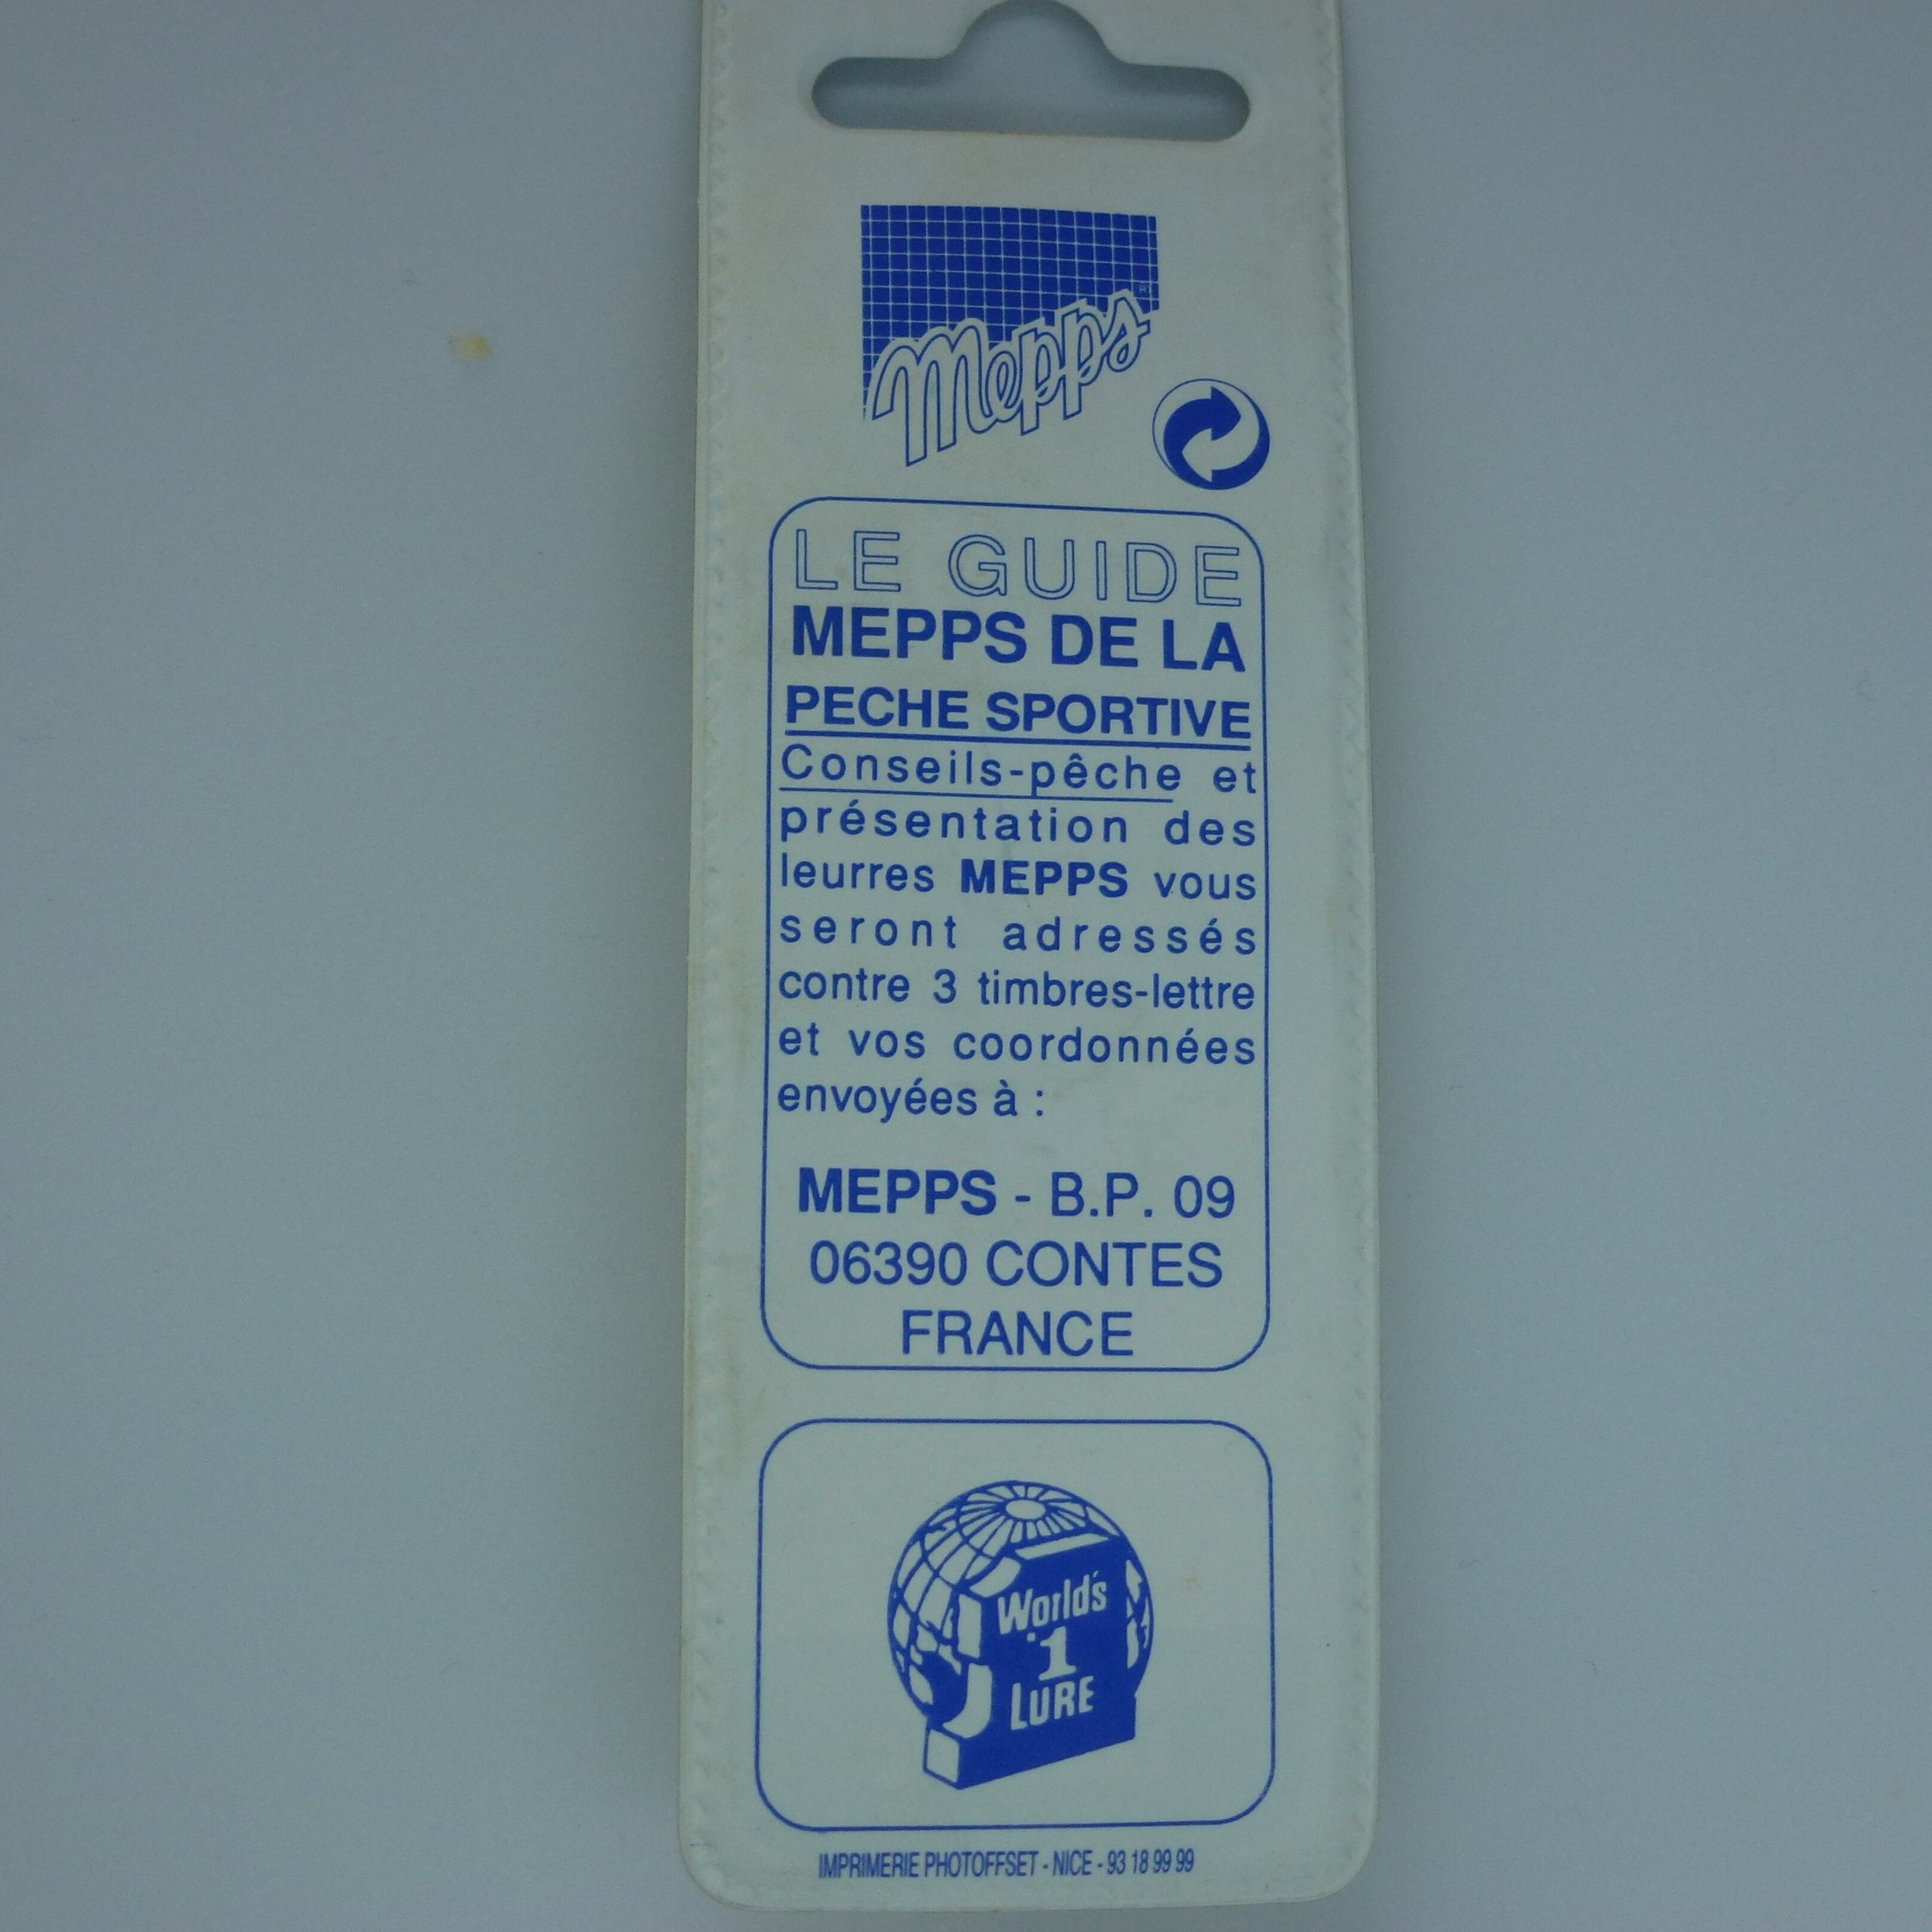 Mepps
LE GUIDE
MEPPS DE LA
PECHE SPORTIVE
Conseils-pêche et
présentation des
leurres MEPPS vous
seront adressés
contre 3 timbres-lettre
et vos coordonnées
envoyées à :
MEPPS - B.P. 09
06390 CONTES
FRANCE
World's
1
LURE
IMPRIMERIE PHOTOFFSET - NICE - 93 18 99 99